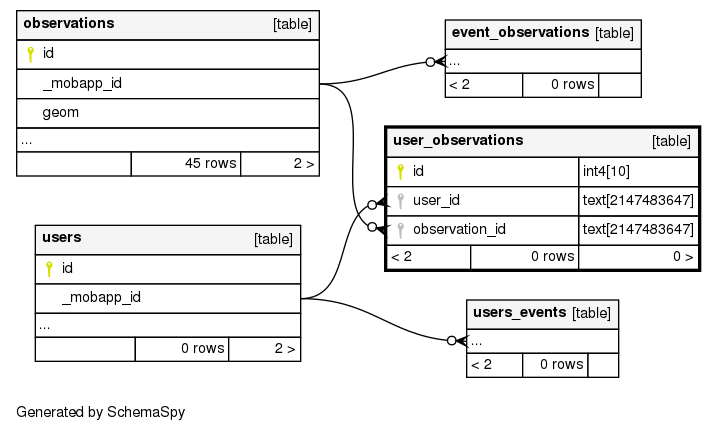 observations [table]
id
_mobapp_id
geom
...
45 rows 2 >
event_observations [table]
...
< 2 0 rows
user_observations [table]
id int4[10]
user_id text[2147483647]
observation_id text[2147483647]
< 2 0 rows 0 >
users [table]
id
_mobapp_id
...
0 rows 2 >
users_events [table]
...
< 2 0 rows
Generated by SchemaSpy